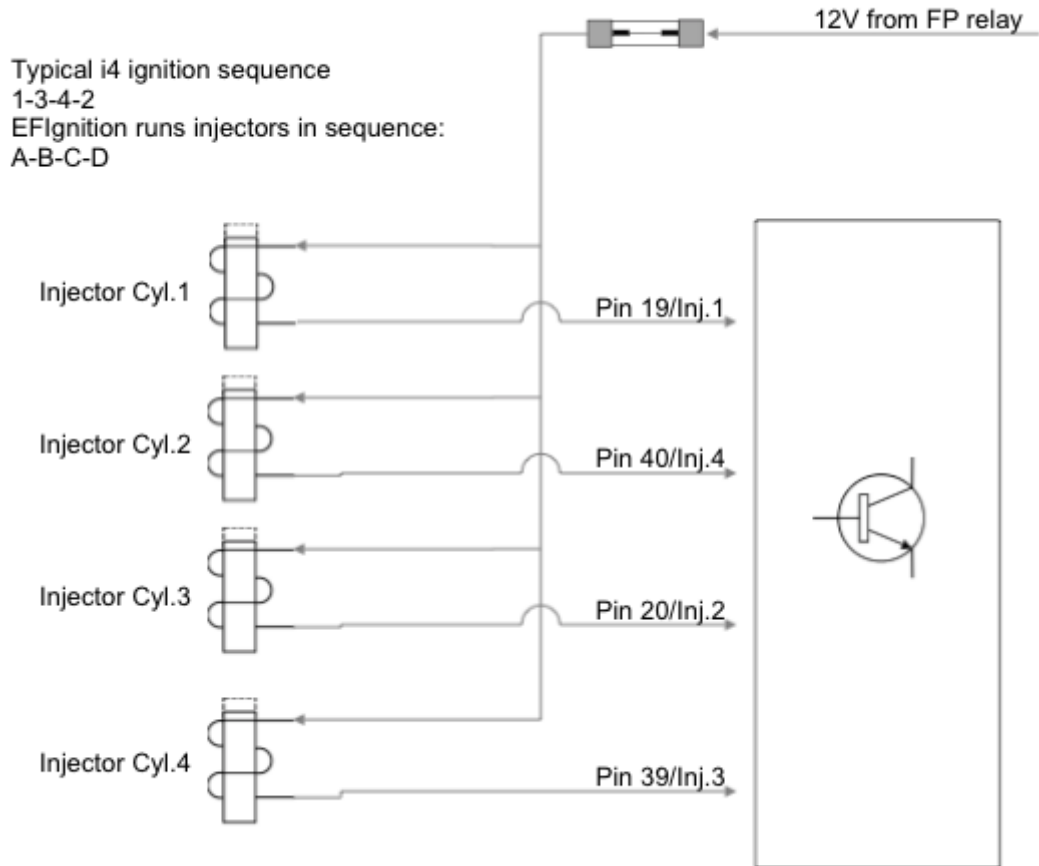 12V from FP relay
Typical i4 ignition sequence
1-3-4-2
EFIgnition runs injectors in sequence:
A-B-C-D
Injector Cyl.1
Pin 19/Inj.1
Injector Cyl.2
Pin 40/Inj.4
Injector Cyl.3
Pin 20/Inj.2
Injector Cyl.4
Pin 39/Inj.3